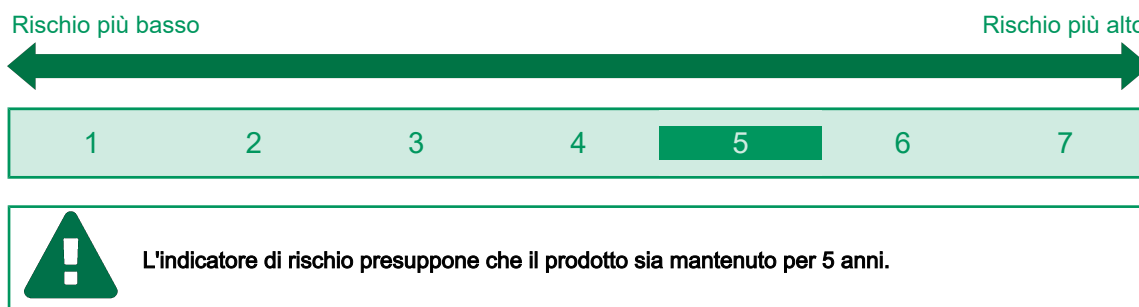 Rischio più basso Rischio più alto
1 2 3 4 5 6 7
L'indicatore di rischio presuppone che il prodotto sia mantenuto per 5 anni.